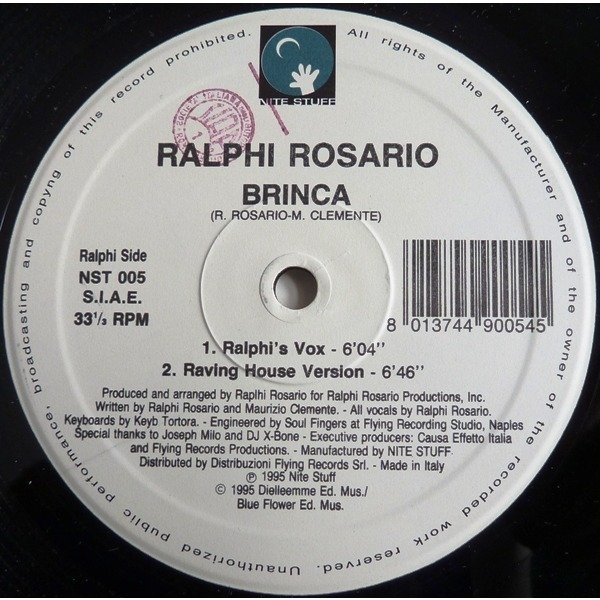 All rights of the Manufacturer and of the owner of the recorded work reserved. Unauthorized public performance, broadcasting and copyng of this record prohibited.
NITE STUFF
RALPHI ROSARIO
BRINCA
(R. ROSARIO-M. CLEMENTE)
Ralphi Side
NST 005
S.I.A.E.
33 1/3 RPM
8 013744 900545
1. Ralphi's Vox - 6'04"
2. Raving House Version - 6'46"
Produced and arranged by Raplhi Rosario for Ralphi Rosario Productions, Inc.
Written by Ralphi Rosario and Maurizio Clemente. - All vocals by Ralphi Rosario.
Keyboards by Keyb Tortora. - Engineered by Soul Fingers at Flying Recording Studio, Naples
Special thanks to Joseph Milo and DJ X-Bone - Executive producers: Causa Effetto Italia
and Flying Records Productions. - Manufactured by NITE STUFF.
Distributed by Distribuzioni Flying Records Srl. - Made in Italy
℗ 1995 Nite Stuff
© 1995 Dielleemme Ed. Mus./
Blue Flower Ed. Mus.